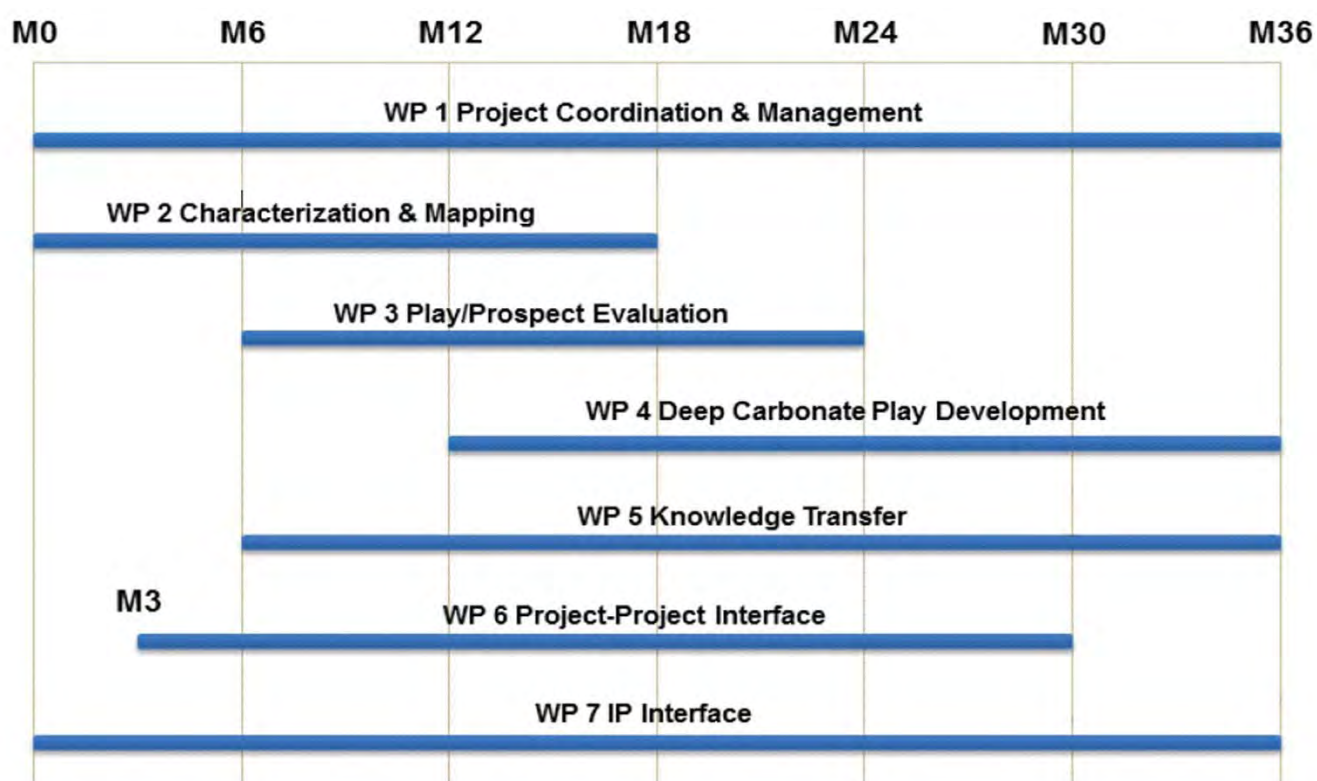 M0 M6 M12 M18 M24 M30 M36
WP 1 Project Coordination & Management
WP 2 Characterization & Mapping
WP 3 Play/Prospect Evaluation
WP 4 Deep Carbonate Play Development
WP 5 Knowledge Transfer
M3
WP 6 Project-Project Interface
WP 7 IP Interface